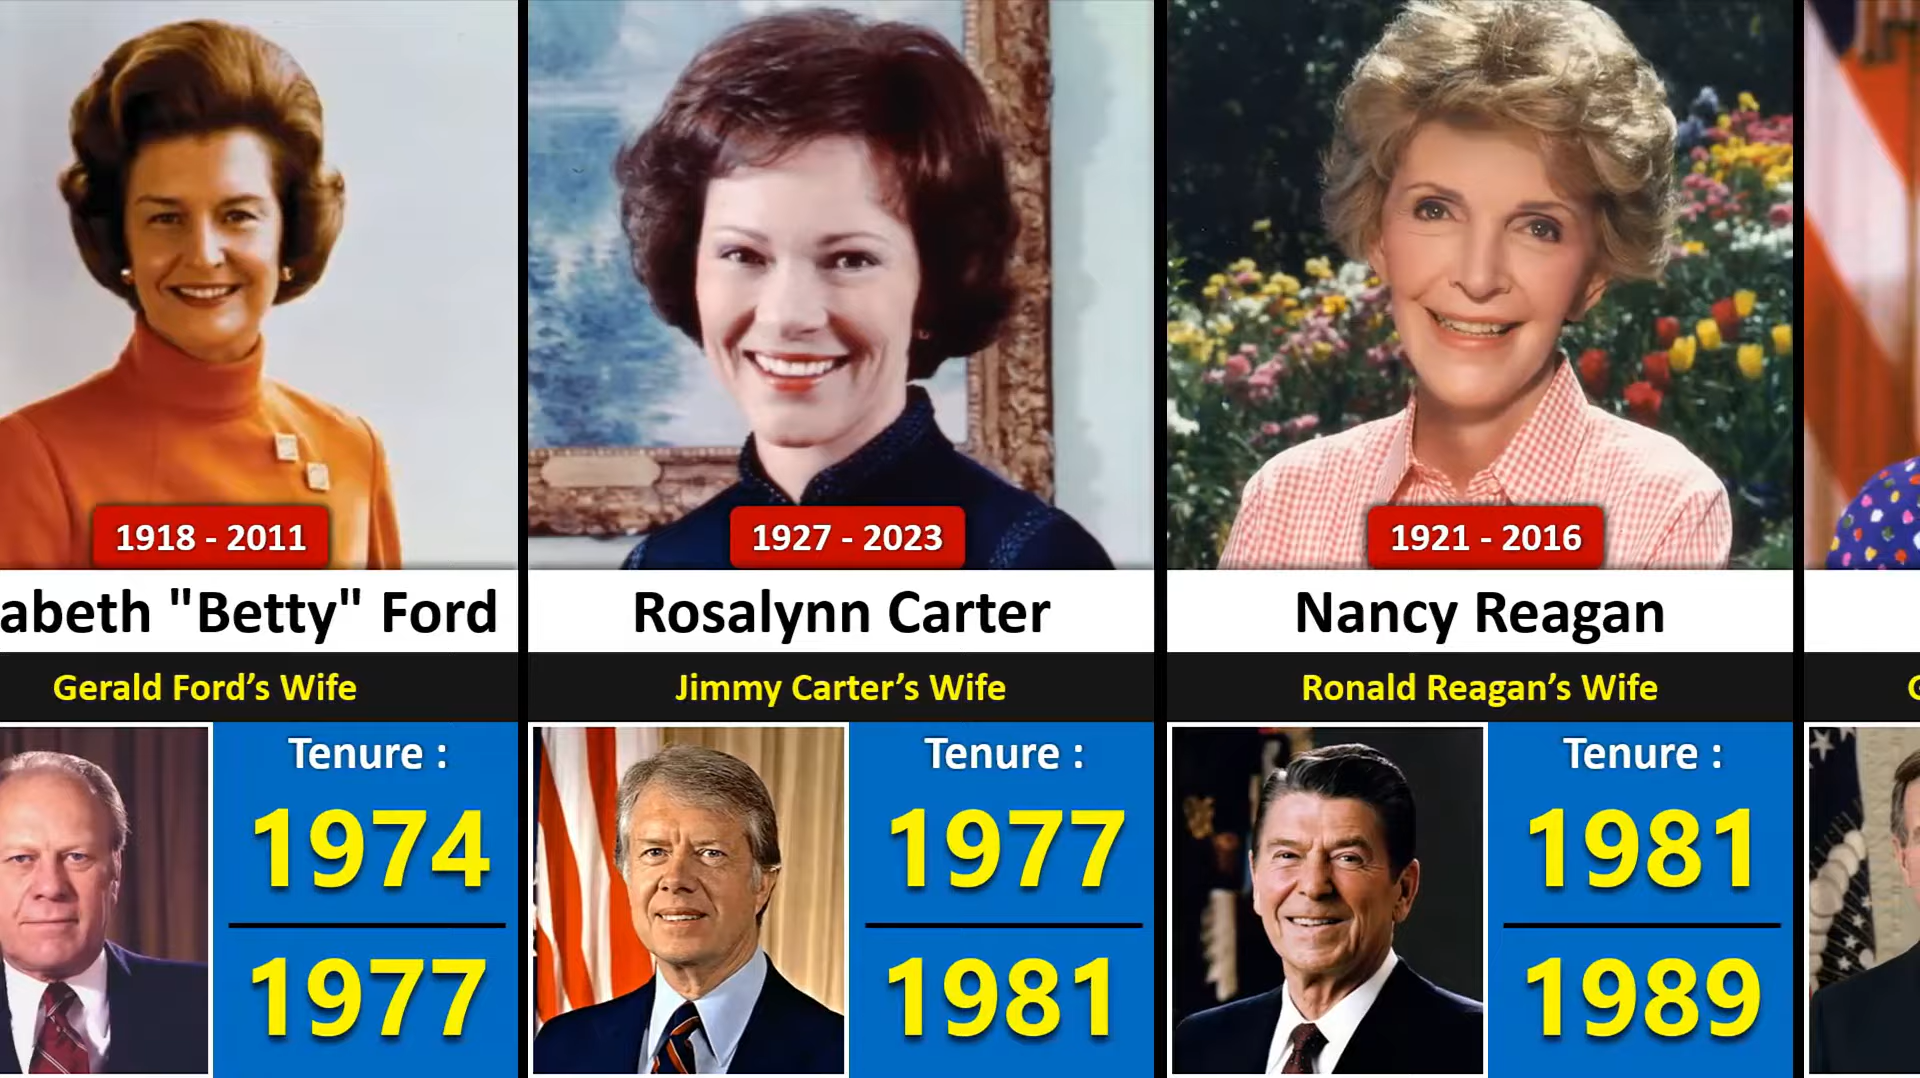 1918 - 2011
abeth "Betty" Ford
Gerald Ford’s Wife
Tenure :
1974
1977
1927 - 2023
Rosalynn Carter
Jimmy Carter’s Wife
Tenure :
1977
1981
1921 - 2016
Nancy Reagan
Ronald Reagan’s Wife
Tenure :
1981
1989